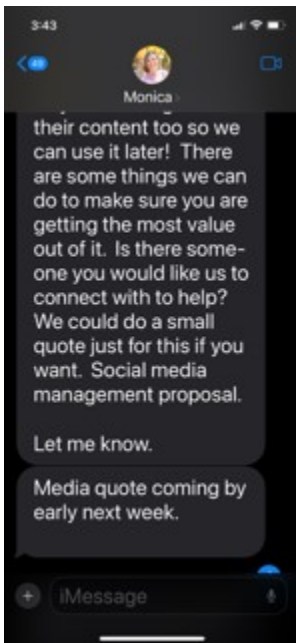 3:43
49
Monica
their content too so we
can use it later! There
are some things we can
do to make sure you are
getting the most value
out of it. Is there some-
one you would like us to
connect with to help?
We could do a small
quote just for this if you
want. Social media
management proposal.
Let me know.
Media quote coming by
early next week.
iMessage